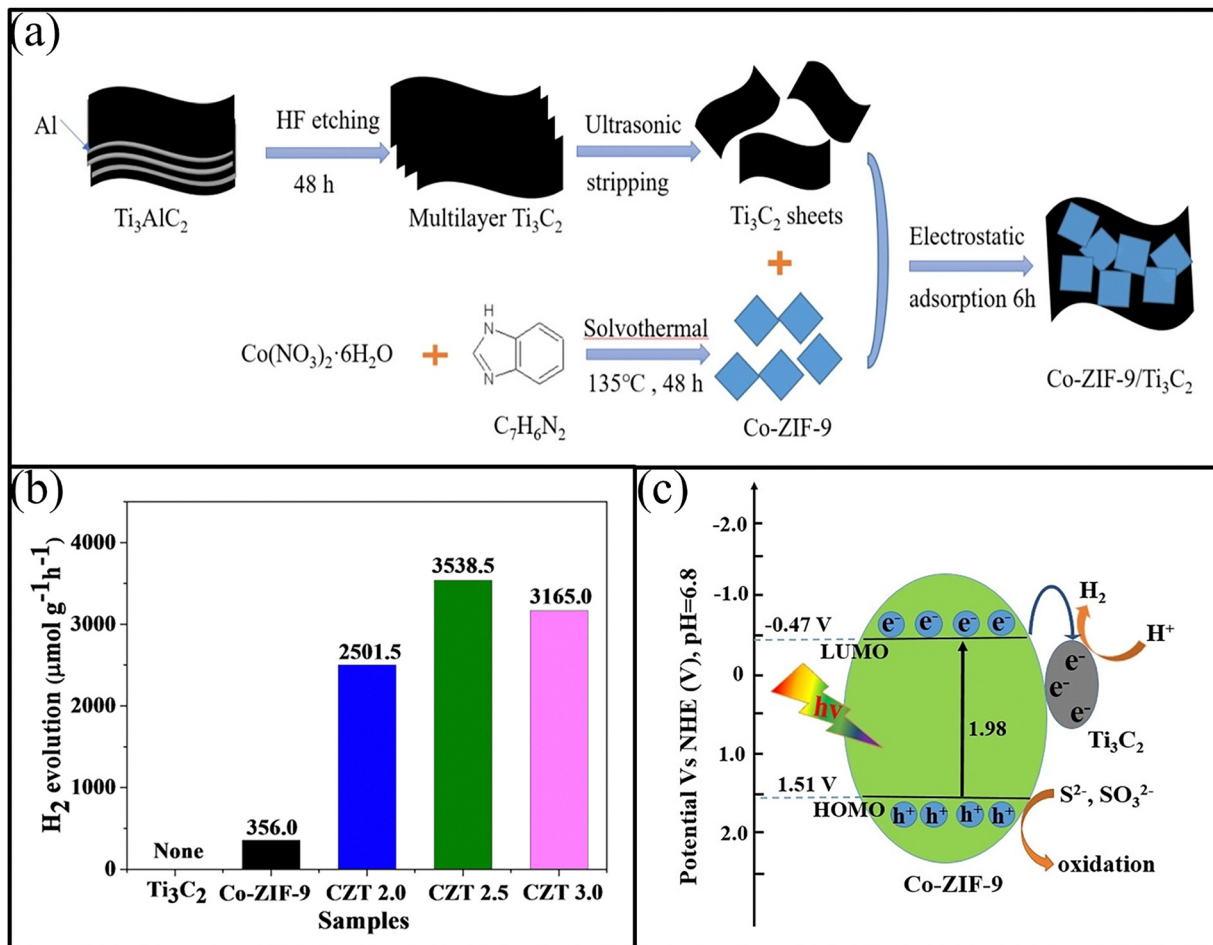 (a)
Al
Ti₃AlC₂
HF etching
48 h
Multilayer Ti₃C₂
Ultrasonic
stripping
Ti₃C₂ sheets
+
Co(NO₃)₂·6H₂O
+
H
N
N
C₇H₆N₂
Solvothermal
135°C , 48 h
Co-ZIF-9
Electrostatic
adsorption 6h
Co-ZIF-9/Ti₃C₂
(b)
H₂ evolution (μmol g⁻¹h⁻¹)
4000
3000
2000
1000
0
None
356.0
2501.5
3538.5
3165.0
Ti₃C₂ Co-ZIF-9 CZT 2.0 CZT 2.5 CZT 3.0
Samples
(c)
Potential Vs NHE (V), pH=6.8
-2.0
-1.0
-0.47 V
0
1.0
1.51 V
2.0
e⁻ e⁻ e⁻ e⁻
LUMO
hv
1.98
HOMO
h⁺ h⁺ h⁺ h⁺
Co-ZIF-9
H₂
H⁺
e⁻
e⁻
e⁻
Ti₃C₂
S²⁻, SO₃²⁻
oxidation